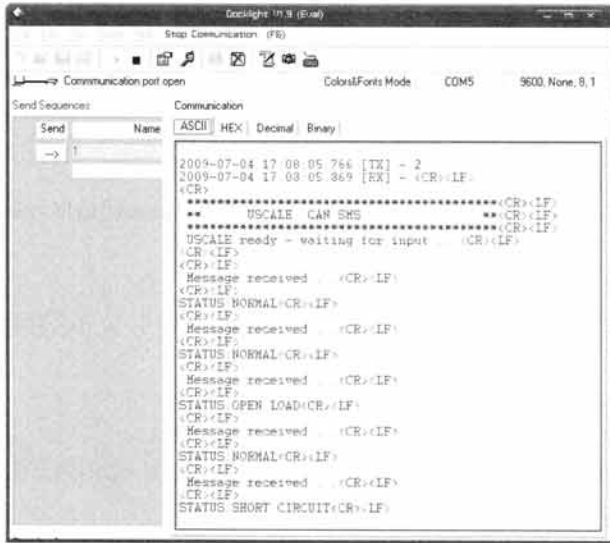 Docklight V1.9 (Eval)
Stop Communication (F6)
Communication port open
Colors&Fonts Mode
COM5
9600, None, 8, 1
Send Sequences
Communication
Send
Name
ASCII
HEX
Decimal
Binary
-->
1
2009-07-04 17:08:05.766 [TX] - 2
2009-07-04 17:08:05.869 [RX] - <CR><LF>
<CR>
*******************************************<CR><LF>
** USCALE CAN SMS **<CR><LF>
*******************************************<CR><LF>
USCALE ready - waiting for input ... <CR><LF>
<CR><LF>
<CR><LF>
Message received ... <CR><LF>
<CR><LF>
STATUS:NORMAL<CR><LF>
<CR><LF>
Message received ... <CR><LF>
<CR><LF>
STATUS:NORMAL<CR><LF>
<CR><LF>
Message received ... <CR><LF>
<CR><LF>
STATUS:OPEN LOAD<CR><LF>
<CR><LF>
Message received ... <CR><LF>
<CR><LF>
STATUS:NORMAL<CR><LF>
<CR><LF>
Message received ... <CR><LF>
<CR><LF>
STATUS:SHORT CIRCUIT<CR><LF>